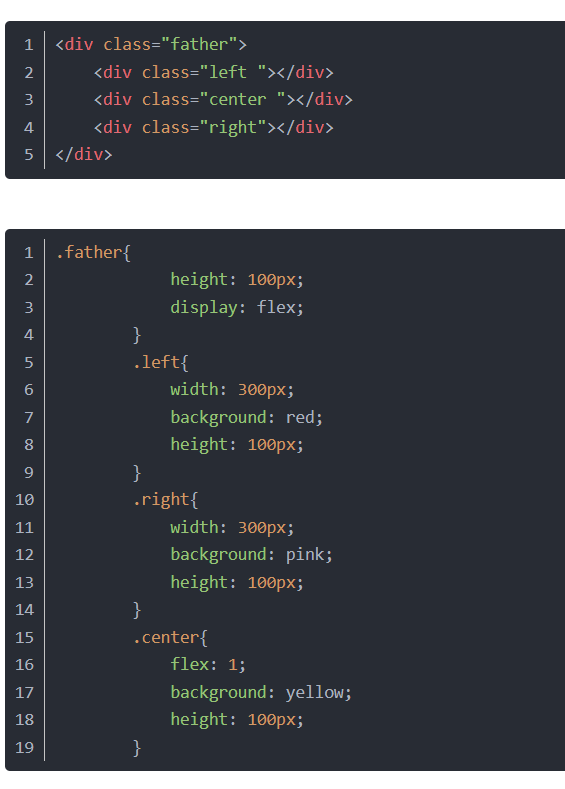 1 <div class="father">
2     <div class="left "></div>
3     <div class="center "></div>
4     <div class="right"></div>
5 </div>
1 .father{
2             height: 100px;
3             display: flex;
4         }
5         .left{
6             width: 300px;
7             background: red;
8             height: 100px;
9         }
10         .right{
11             width: 300px;
12             background: pink;
13             height: 100px;
14         }
15         .center{
16             flex: 1;
17             background: yellow;
18             height: 100px;
19         }